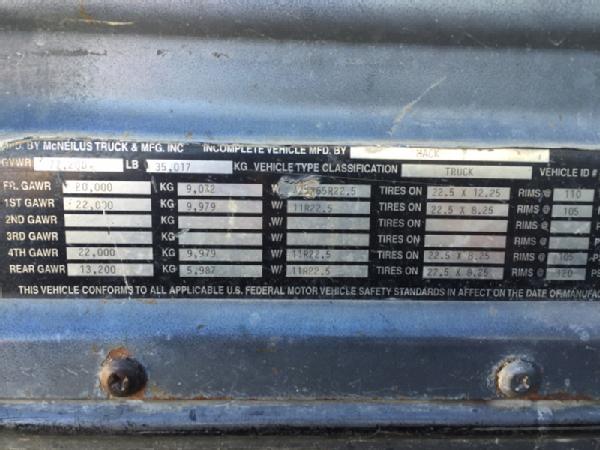 MFD. BY McNEILUS TRUCK & MFG. INC INCOMPLETE VEHICLE MFD. BY MACK
GVWR 77,200 LB 35,017 KG VEHICLE TYPE CLASSIFICATION TRUCK VEHICLE ID #
FR. GAWR 20,000 KG 9,072 W/ TIRES ON 22.5 X 12.25 RIMS @ 110
1ST GAWR 22,000 KG 9,979 W/ 11R22.5 TIRES ON 22.5 X 8.25 RIMS @ 105
2ND GAWR KG W/ TIRES ON RIMS @
3RD GAWR KG W/ TIRES ON RIMS @
4TH GAWR 22,000 KG 9,979 W/ 11R22.5 TIRES ON 22.5 X 8.25 RIMS @ 105 PS
REAR GAWR 13,200 KG 5,987 W/ 11R22.5 TIRES ON 22.5 X 8.25 RIMS @ 120 PS
THIS VEHICLE CONFORMS TO ALL APPLICABLE U.S. FEDERAL MOTOR VEHICLE SAFETY STANDARDS IN AFFECT ON THE DATE OF MANUFAC